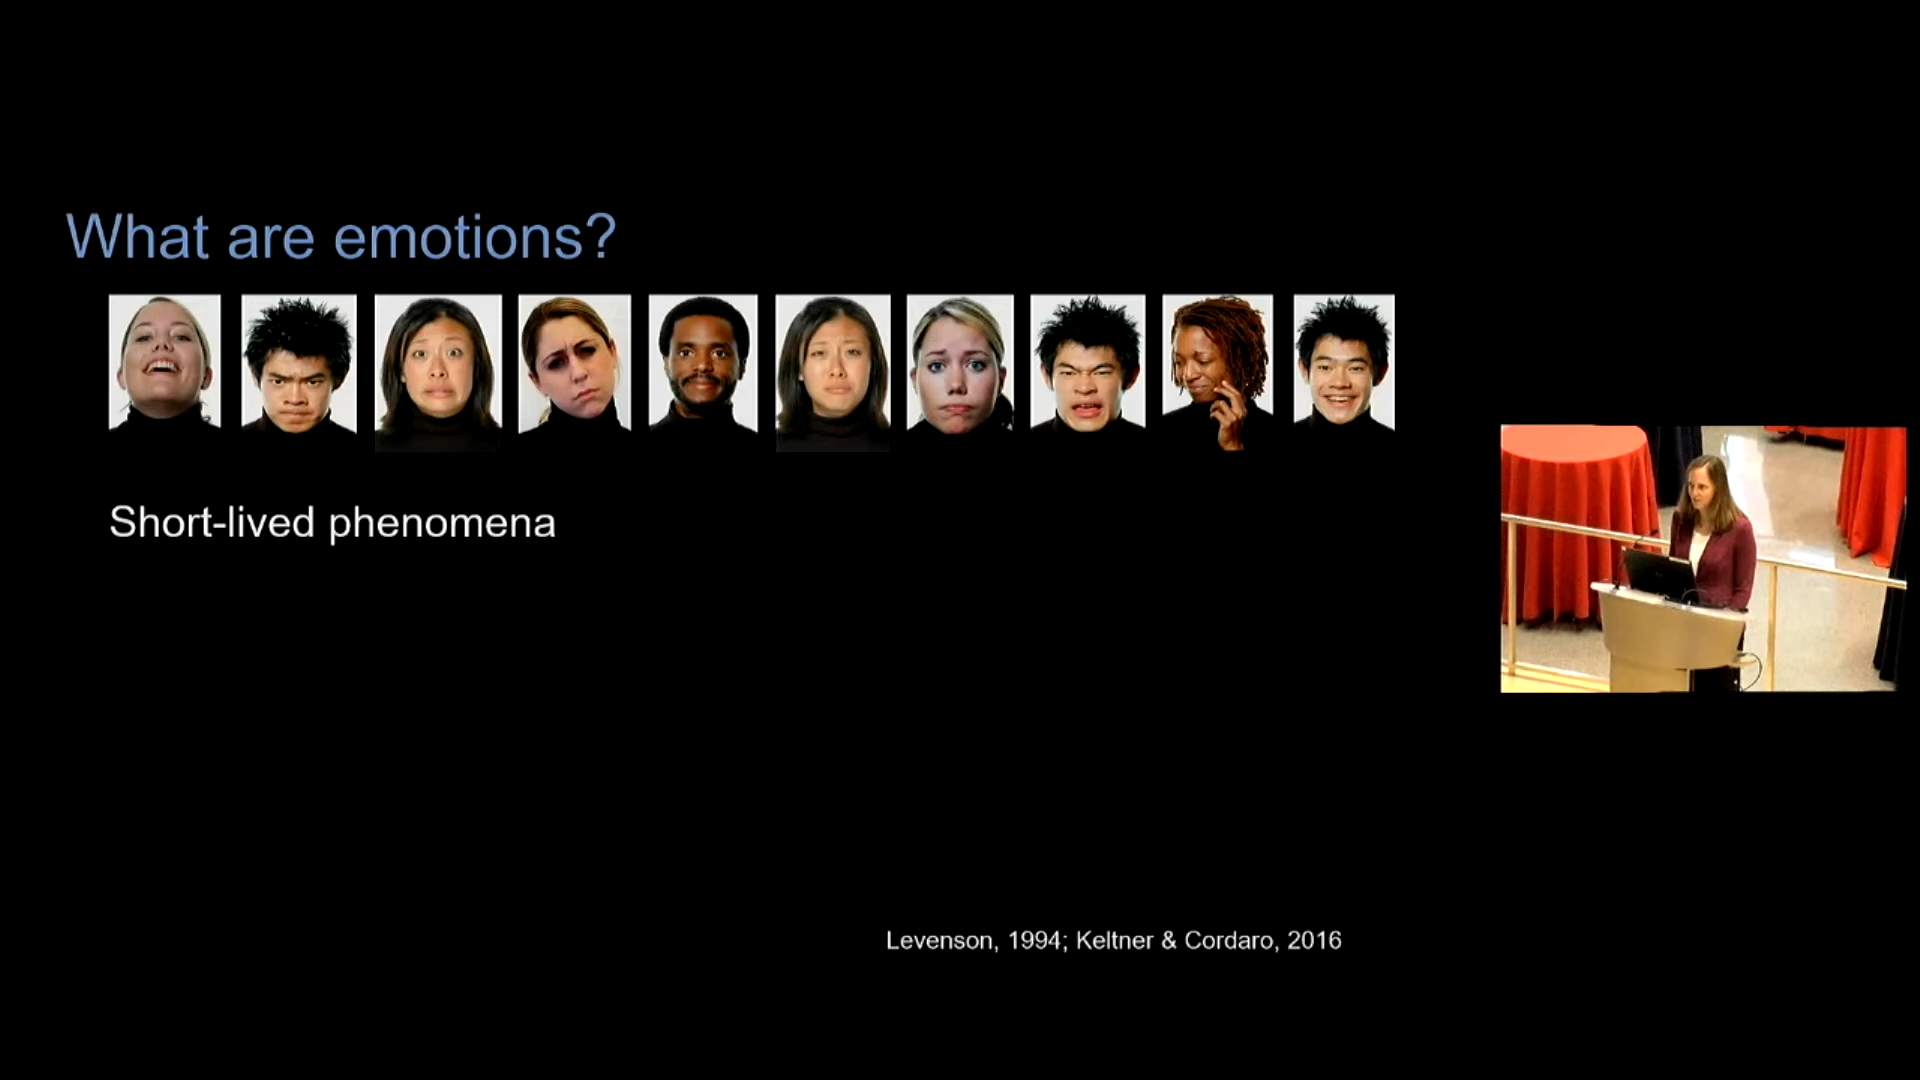 What are emotions?
Short-lived phenomena
Levenson, 1994; Keltner & Cordaro, 2016